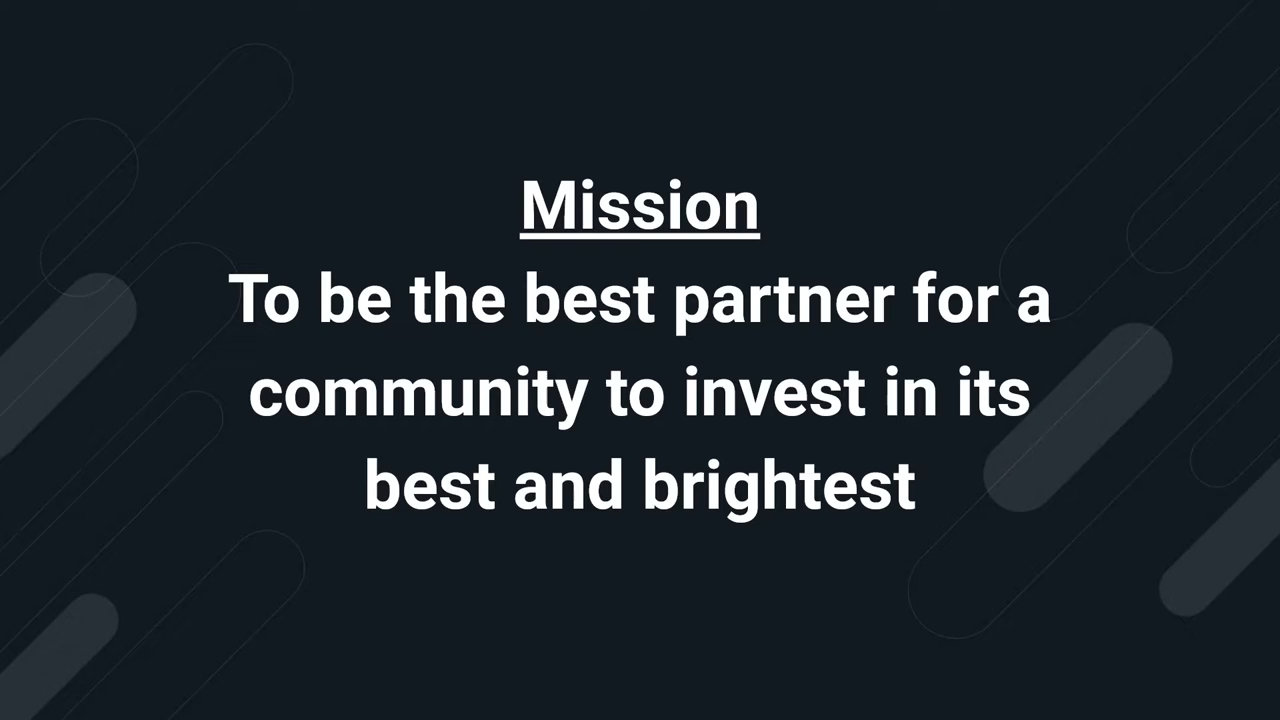 Mission
To be the best partner for a
community to invest in its
best and brightest